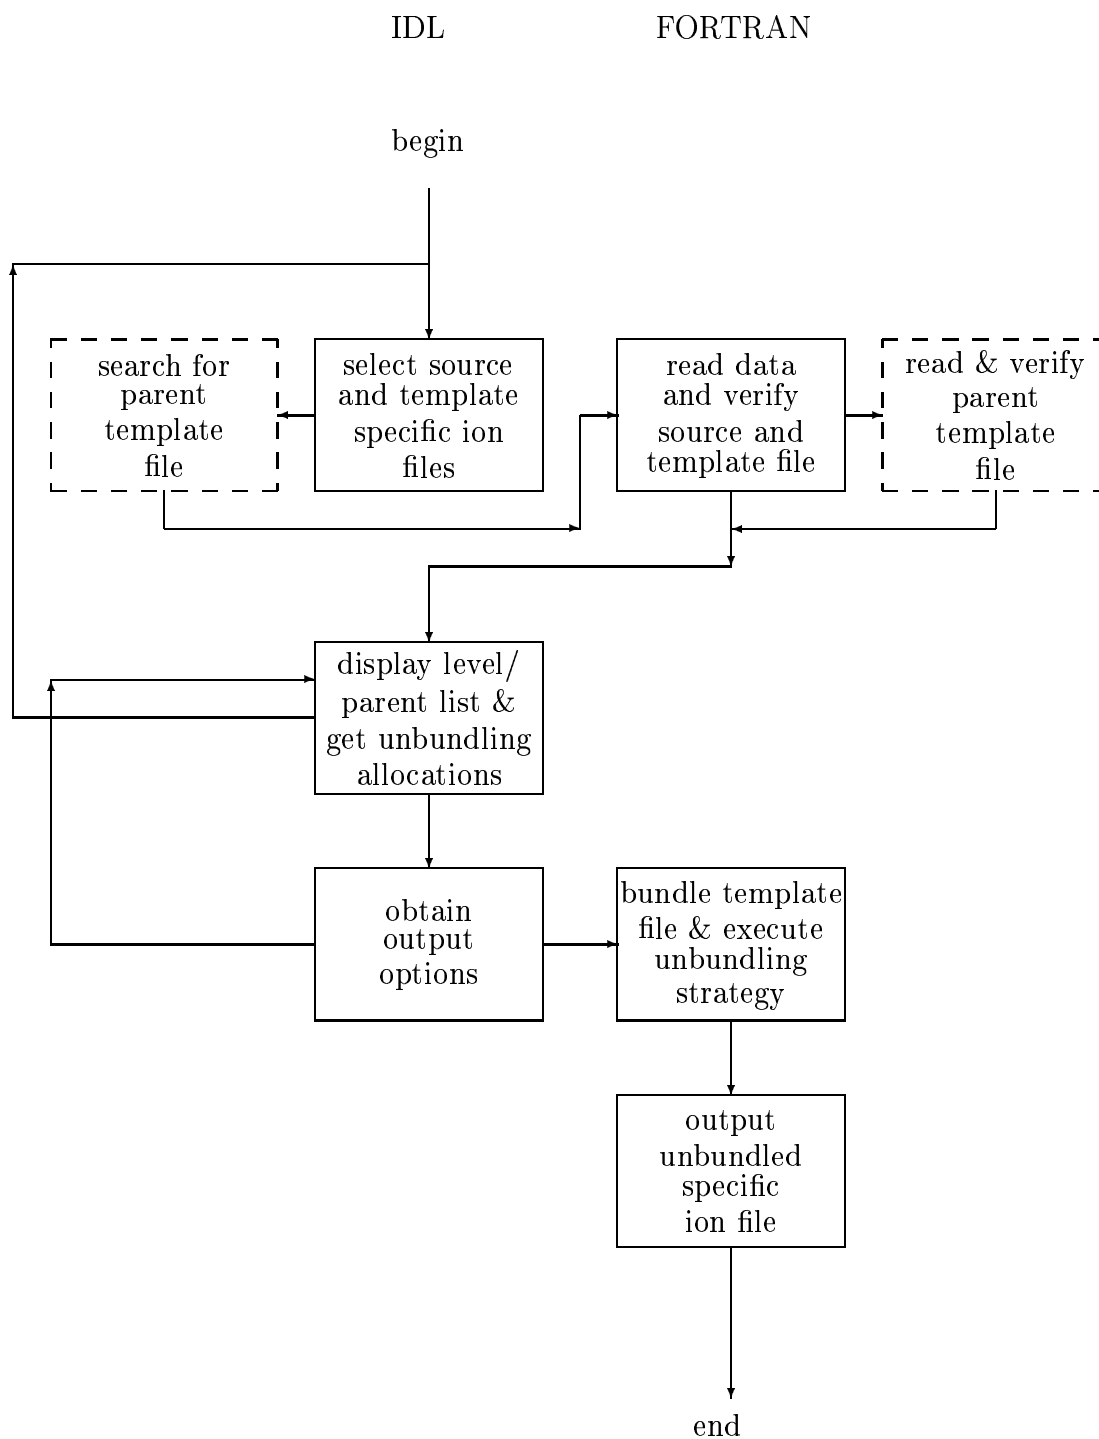 IDL
FORTRAN
begin
search for
parent
template
file
select source
and template
specific ion
files
read data
and verify
source and
template file
read & verify
parent
template
file
display level/
parent list &
get unbundling
allocations
obtain
output
options
bundle template
file & execute
unbundling
strategy
output
unbundled
specific
ion file
end